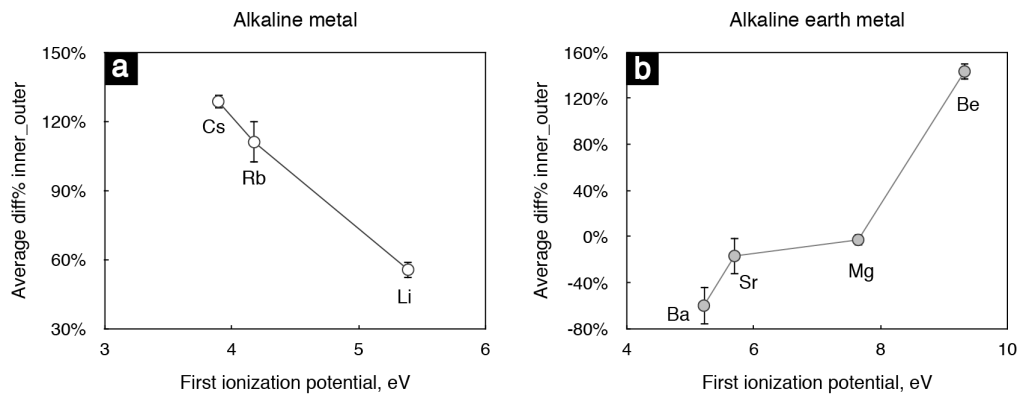 Alkaline metal
a
Average diff% inner_outer
150%
120%
90%
60%
30%
Cs
Rb
Li
3
4
5
6
First ionization potential, eV
Alkaline earth metal
b
Average diff% inner_outer
160%
120%
80%
40%
0%
-40%
-80%
Be
Mg
Sr
Ba
4
6
8
10
First ionization potential, eV